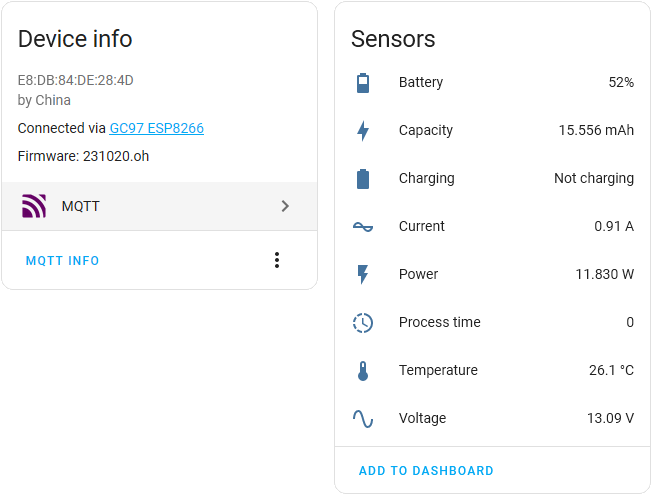 Device info
E8:DB:84:DE:28:4D
by China
Connected via GC97 ESP8266
Firmware: 231020.oh
MQTT
MQTT INFO
Sensors
Battery 52%
Capacity 15.556 mAh
Charging Not charging
Current 0.91 A
Power 11.830 W
Process time 0
Temperature 26.1 °C
Voltage 13.09 V
ADD TO DASHBOARD